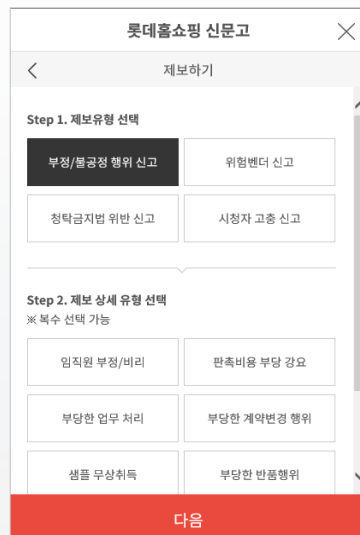 롯데홈쇼핑 신문고
제보하기
Step 1. 제보유형 선택
부정/불공정 행위 신고
위험벤더 신고
청탁금지법 위반 신고
시청자 고충 신고
Step 2. 제보 상세 유형 선택
※ 복수 선택 가능
임직원 부정/비리
판촉비용 부당 강요
부당한 업무 처리
부당한 계약변경 행위
샘플 무상취득
부당한 반품행위
다음